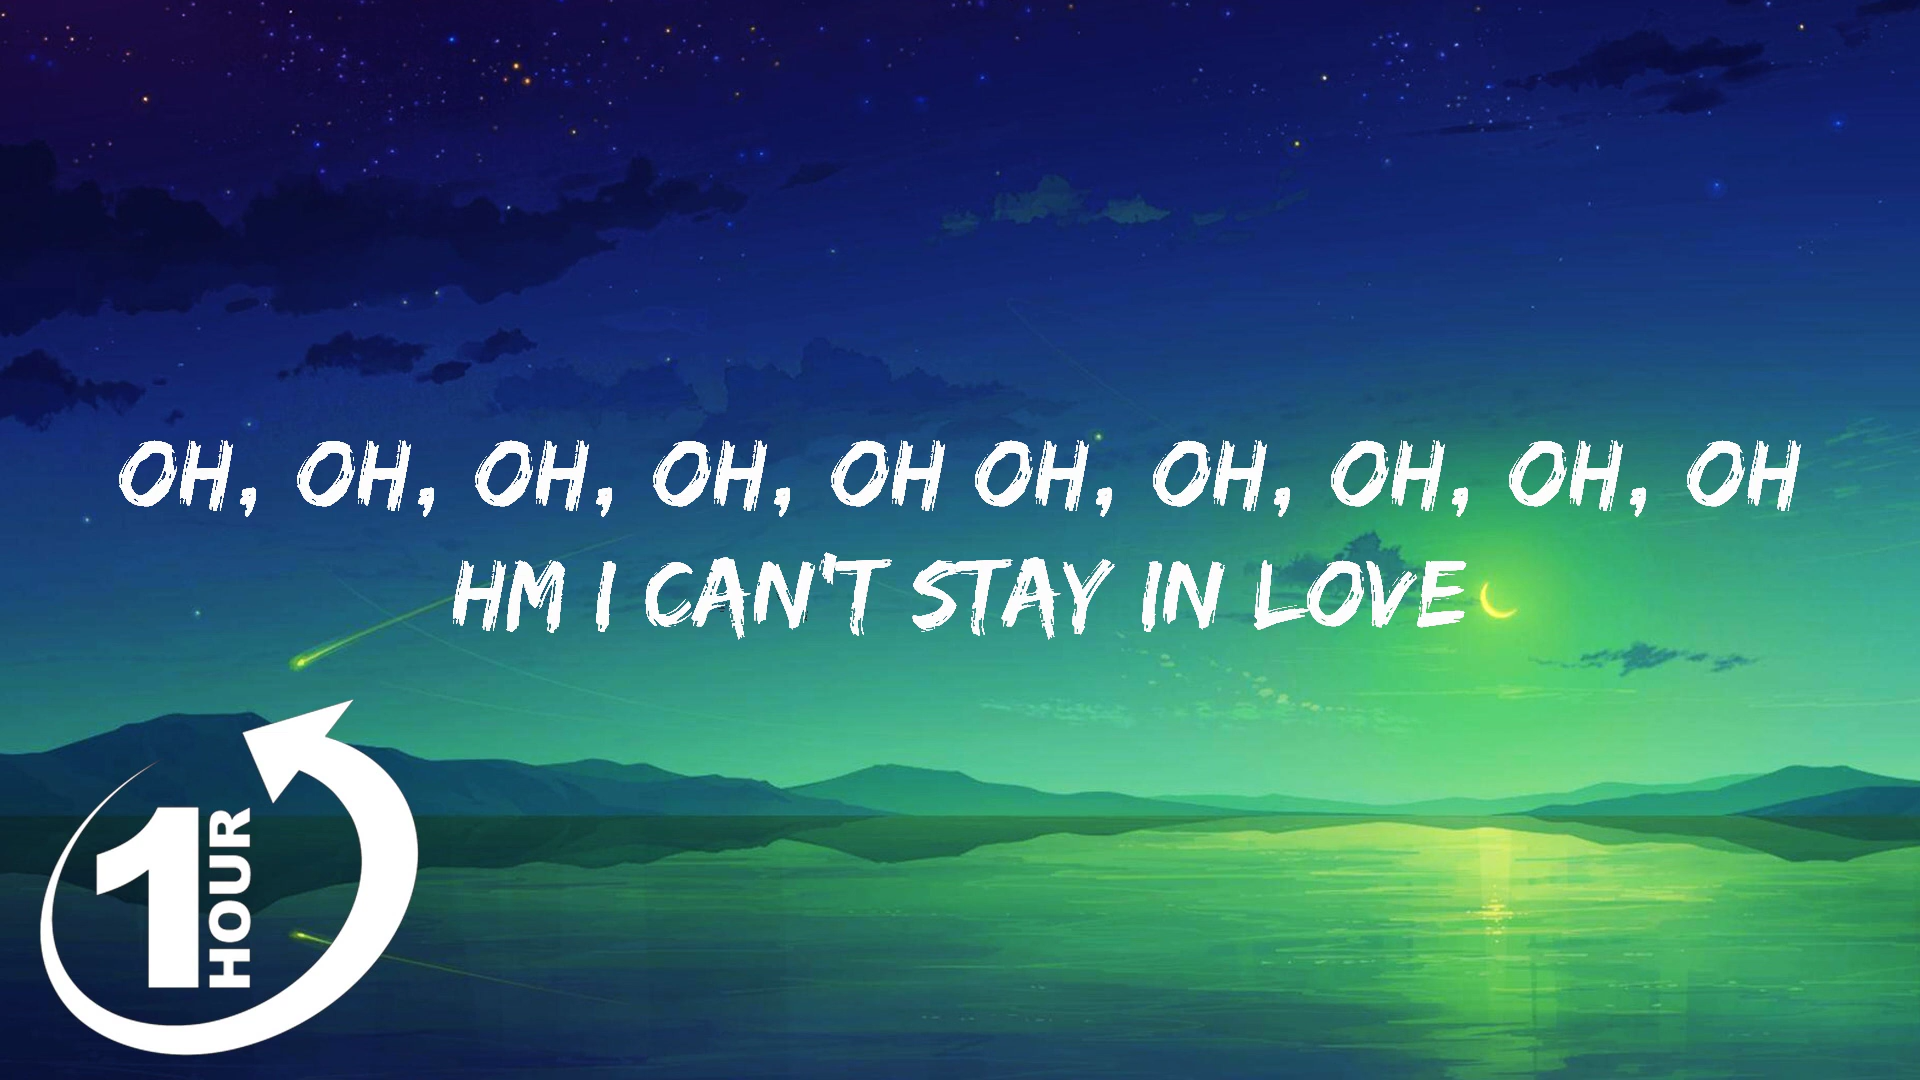 OH, OH, OH, OH, OH OH, OH, OH, OH, OH
HM I CAN'T STAY IN LOVE
1
HOUR